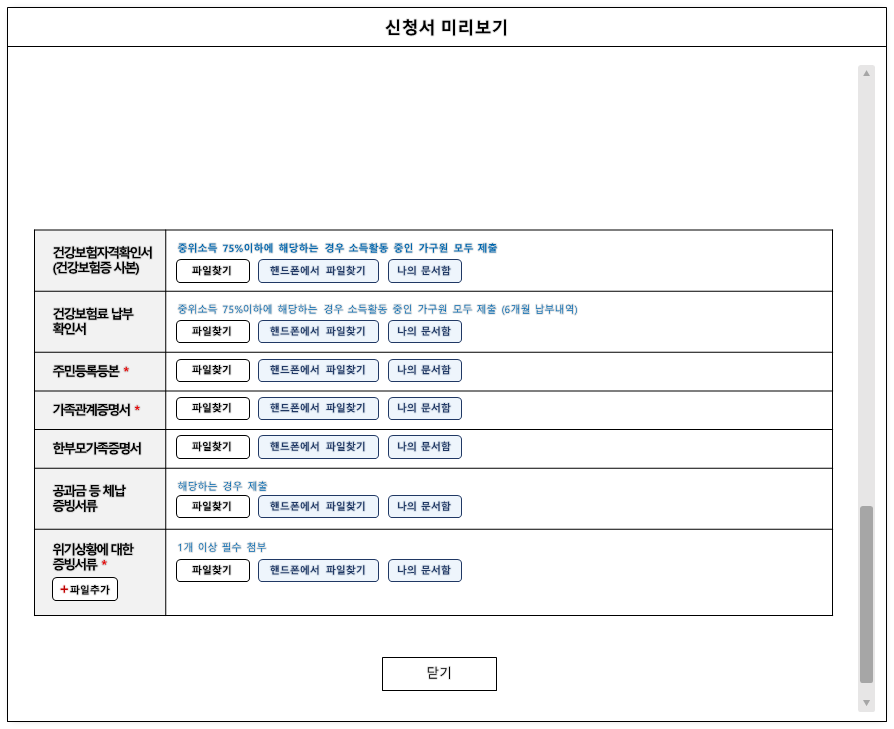 신청서 미리보기
건강보험자격확인서
(건강보험증 사본)
중위소득 75%이하에 해당하는 경우 소득활동 중인 가구원 모두 제출
파일찾기 핸드폰에서 파일찾기 나의 문서함
건강보험료 납부
확인서
중위소득 75%이하에 해당하는 경우 소득활동 중인 가구원 모두 제출 (6개월 납부내역)
파일찾기 핸드폰에서 파일찾기 나의 문서함
주민등록등본 * 파일찾기 핸드폰에서 파일찾기 나의 문서함
가족관계증명서 * 파일찾기 핸드폰에서 파일찾기 나의 문서함
한부모가족증명서 파일찾기 핸드폰에서 파일찾기 나의 문서함
공과금 등 체납
증빙서류
해당하는 경우 제출
파일찾기 핸드폰에서 파일찾기 나의 문서함
위기상황에 대한
증빙서류 *
+파일추가
1개 이상 필수 첨부
파일찾기 핸드폰에서 파일찾기 나의 문서함
닫기